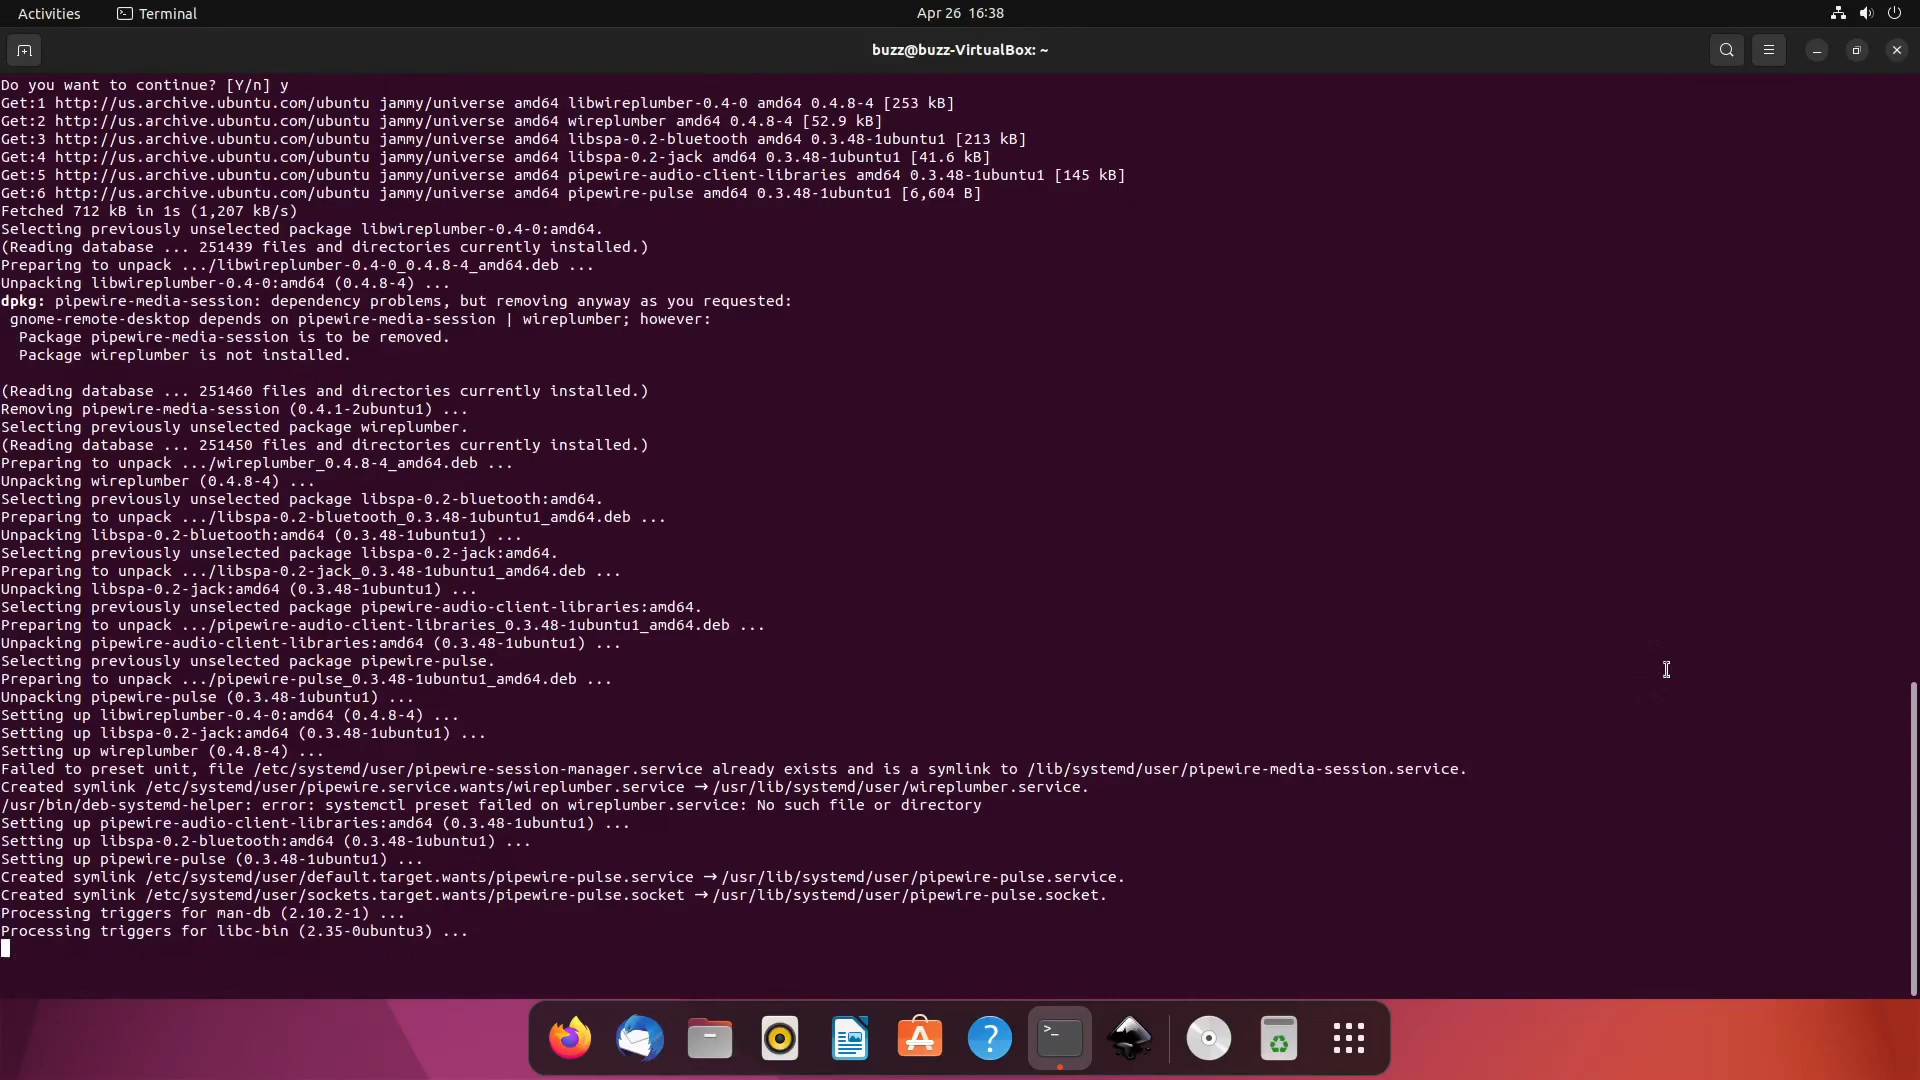 Activities Terminal Apr 26 16:38
buzz@buzz-VirtualBox: ~
Do you want to continue? [Y/n] y
Get:1 http://us.archive.ubuntu.com/ubuntu jammy/universe amd64 libwireplumber-0.4-0 amd64 0.4.8-4 [253 kB]
Get:2 http://us.archive.ubuntu.com/ubuntu jammy/universe amd64 wireplumber amd64 0.4.8-4 [52.9 kB]
Get:3 http://us.archive.ubuntu.com/ubuntu jammy/universe amd64 libspa-0.2-bluetooth amd64 0.3.48-1ubuntu1 [213 kB]
Get:4 http://us.archive.ubuntu.com/ubuntu jammy/universe amd64 libspa-0.2-jack amd64 0.3.48-1ubuntu1 [41.6 kB]
Get:5 http://us.archive.ubuntu.com/ubuntu jammy/universe amd64 pipewire-audio-client-libraries amd64 0.3.48-1ubuntu1 [145 kB]
Get:6 http://us.archive.ubuntu.com/ubuntu jammy/universe amd64 pipewire-pulse amd64 0.3.48-1ubuntu1 [6,604 B]
Fetched 712 kB in 1s (1,207 kB/s)
Selecting previously unselected package libwireplumber-0.4-0:amd64.
(Reading database ... 251439 files and directories currently installed.)
Preparing to unpack .../libwireplumber-0.4-0_0.4.8-4_amd64.deb ...
Unpacking libwireplumber-0.4-0:amd64 (0.4.8-4) ...
dpkg: pipewire-media-session: dependency problems, but removing anyway as you requested:
 gnome-remote-desktop depends on pipewire-media-session | wireplumber; however:
  Package pipewire-media-session is to be removed.
  Package wireplumber is not installed.
(Reading database ... 251460 files and directories currently installed.)
Removing pipewire-media-session (0.4.1-2ubuntu1) ...
Selecting previously unselected package wireplumber.
(Reading database ... 251450 files and directories currently installed.)
Preparing to unpack .../wireplumber_0.4.8-4_amd64.deb ...
Unpacking wireplumber (0.4.8-4) ...
Selecting previously unselected package libspa-0.2-bluetooth:amd64.
Preparing to unpack .../libspa-0.2-bluetooth_0.3.48-1ubuntu1_amd64.deb ...
Unpacking libspa-0.2-bluetooth:amd64 (0.3.48-1ubuntu1) ...
Selecting previously unselected package libspa-0.2-jack:amd64.
Preparing to unpack .../libspa-0.2-jack_0.3.48-1ubuntu1_amd64.deb ...
Unpacking libspa-0.2-jack:amd64 (0.3.48-1ubuntu1) ...
Selecting previously unselected package pipewire-audio-client-libraries:amd64.
Preparing to unpack .../pipewire-audio-client-libraries_0.3.48-1ubuntu1_amd64.deb ...
Unpacking pipewire-audio-client-libraries:amd64 (0.3.48-1ubuntu1) ...
Selecting previously unselected package pipewire-pulse.
Preparing to unpack .../pipewire-pulse_0.3.48-1ubuntu1_amd64.deb ...
Unpacking pipewire-pulse (0.3.48-1ubuntu1) ...
Setting up libwireplumber-0.4-0:amd64 (0.4.8-4) ...
Setting up libspa-0.2-jack:amd64 (0.3.48-1ubuntu1) ...
Setting up wireplumber (0.4.8-4) ...
Failed to preset unit, file /etc/systemd/user/pipewire-session-manager.service already exists and is a symlink to /lib/systemd/user/pipewire-media-session.service.
Created symlink /etc/systemd/user/pipewire.service.wants/wireplumber.service → /usr/lib/systemd/user/wireplumber.service.
/usr/bin/deb-systemd-helper: error: systemctl preset failed on wireplumber.service: No such file or directory
Setting up pipewire-audio-client-libraries:amd64 (0.3.48-1ubuntu1) ...
Setting up libspa-0.2-bluetooth:amd64 (0.3.48-1ubuntu1) ...
Setting up pipewire-pulse (0.3.48-1ubuntu1) ...
Created symlink /etc/systemd/user/default.target.wants/pipewire-pulse.service → /usr/lib/systemd/user/pipewire-pulse.service.
Created symlink /etc/systemd/user/sockets.target.wants/pipewire-pulse.socket → /usr/lib/systemd/user/pipewire-pulse.socket.
Processing triggers for man-db (2.10.2-1) ...
Processing triggers for libc-bin (2.35-0ubuntu3) ...